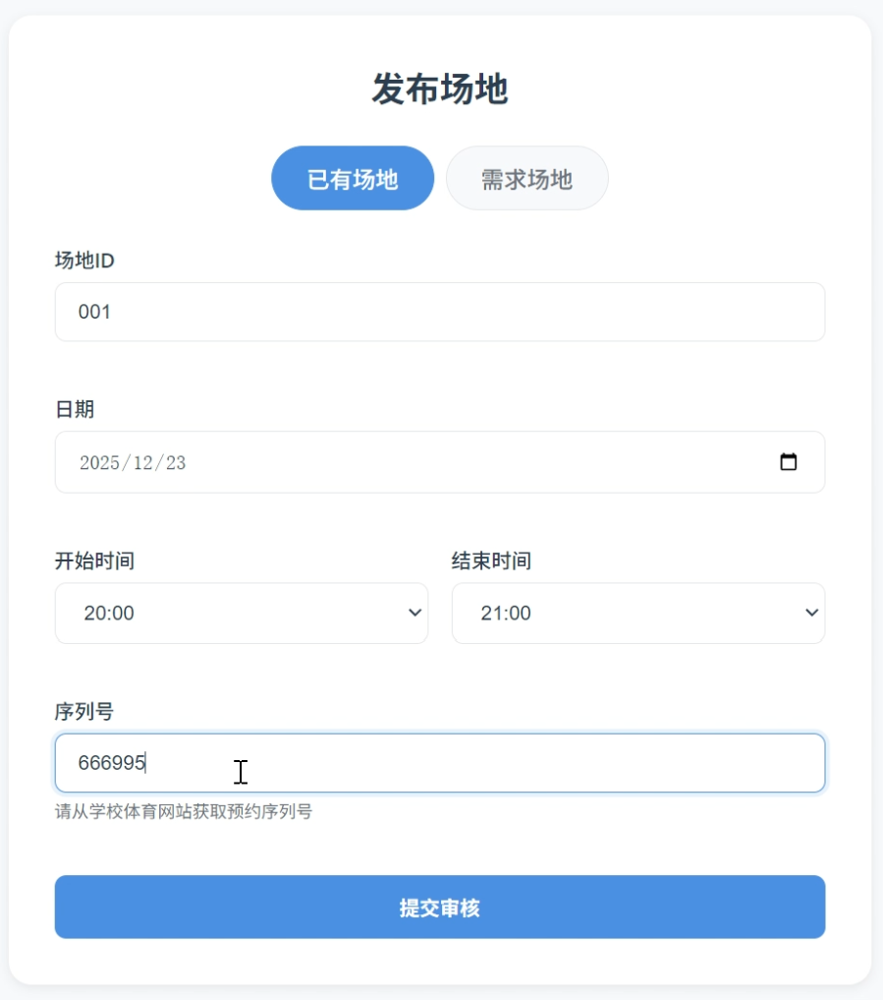 发布场地
已有场地 需求场地
场地ID
001
日期
2025/12/23
开始时间 结束时间
20:00 21:00
序列号
666995
请从学校体育网站获取预约序列号
提交审核